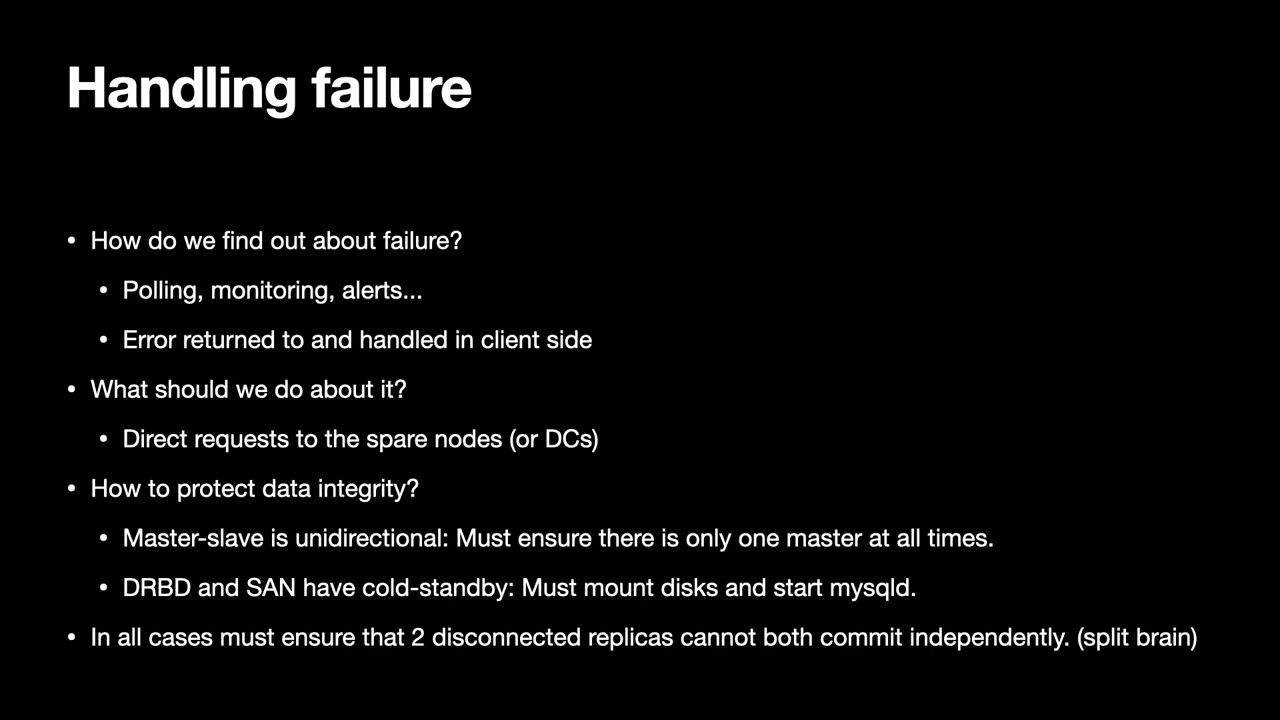 Handling failure
• How do we find out about failure?
• Polling, monitoring, alerts...
• Error returned to and handled in client side
• What should we do about it?
• Direct requests to the spare nodes (or DCs)
• How to protect data integrity?
• Master-slave is unidirectional: Must ensure there is only one master at all times.
• DRBD and SAN have cold-standby: Must mount disks and start mysqld.
• In all cases must ensure that 2 disconnected replicas cannot both commit independently. (split brain)